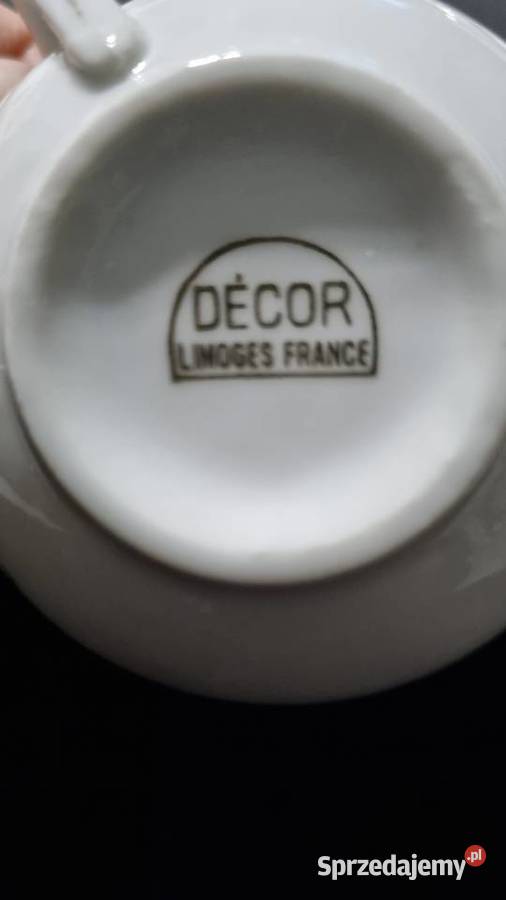 DÉCOR
LIMOGES FRANCE
Sprzedajemy.pl